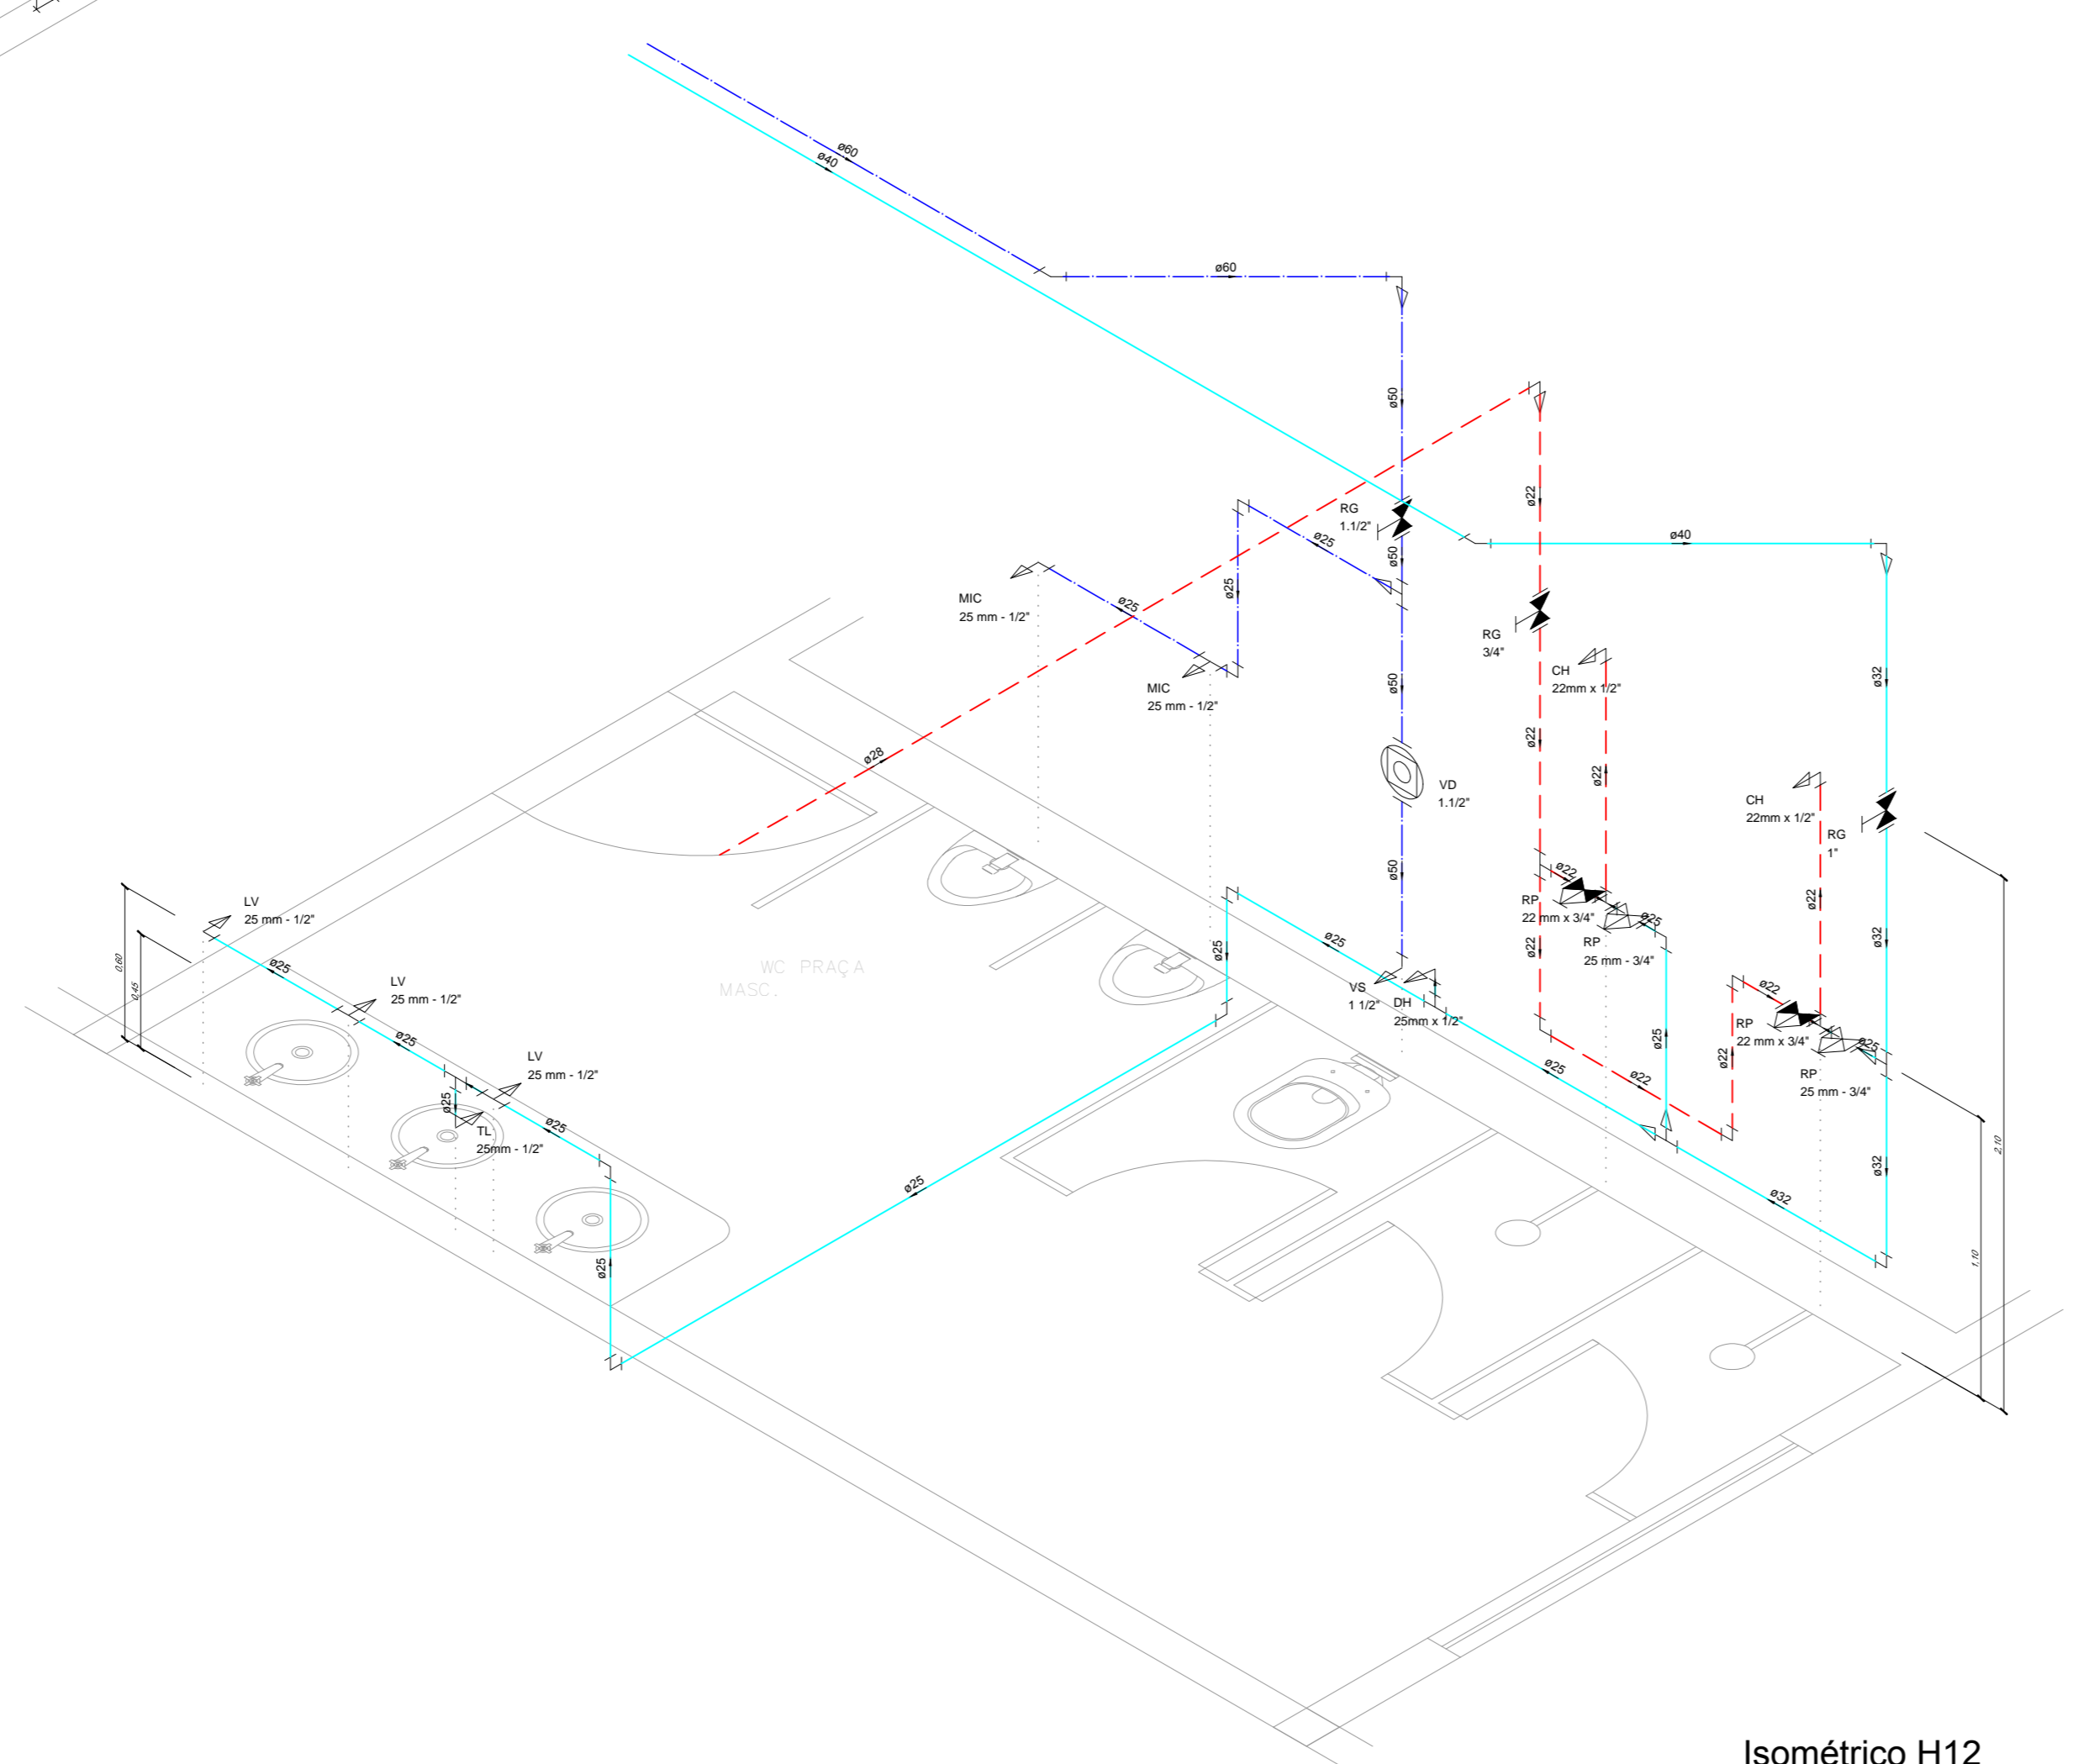 ø60
ø40
ø60
ø50
ø22
RG
1.1/2"
ø25
ø50
ø40
MIC
25 mm - 1/2"
ø25
ø25
RG
3/4"
CH
22mm x 1/2"
ø32
MIC
25 mm - 1/2"
ø50
ø22
ø28
ø22
VD
1.1/2"
CH
22mm x 1/2"
RG
1"
ø50
ø22
RP
22 mm x 3/4"
ø25
ø22
LV
25 mm - 1/2"
0,60
0,45
ø25
WC PRAÇA
MASC.
ø25
ø25
ø22
RP
25 mm - 3/4"
ø32
LV
25 mm - 1/2"
VS
1 1/2"
DH
25mm x 1/2"
ø22
RP
22 mm x 3/4"
ø25
ø25
LV
25 mm - 1/2"
ø25
ø25
ø22
ø22
RP
25 mm - 3/4"
ø25
TL
25mm - 1/2"
ø25
ø25
ø32
ø32
2,10
1,10
ø25
Isométrico H12